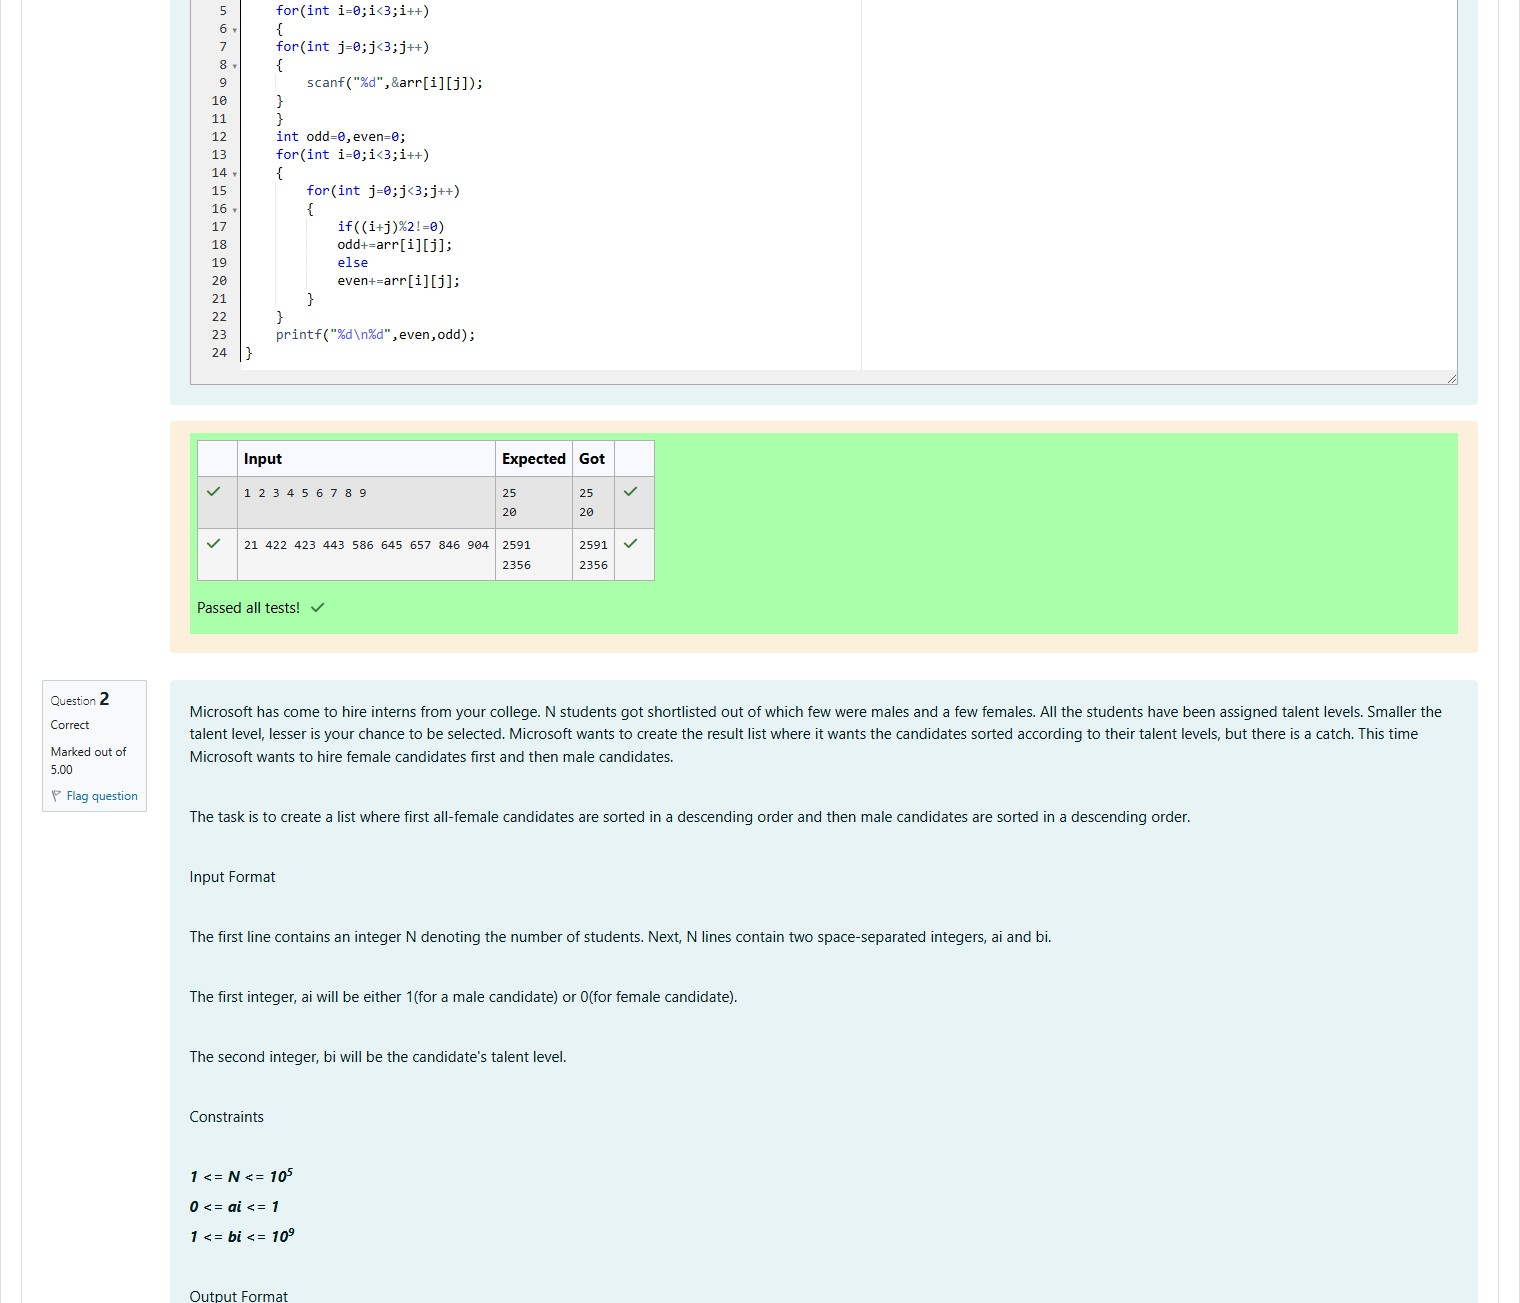 5 for(int i=0;i<3;i++)
6 {
7 for(int j=0;j<3;j++)
8 {
9 scanf("%d",&arr[i][j]);
10 }
11 }
12 int odd=0,even=0;
13 for(int i=0;i<3;i++)
14 {
15 for(int j=0;j<3;j++)
16 {
17 if((i+j)%2!=0)
18 odd+=arr[i][j];
19 else
20 even+=arr[i][j];
21 }
22 }
23 printf("%d\n%d",even,odd);
24 }
Input Expected Got
1 2 3 4 5 6 7 8 9 25 25
20 20
21 422 423 443 586 645 657 846 904 2591 2591
2356 2356
Passed all tests!
Question 2
Correct
Marked out of
5.00
Flag question
Microsoft has come to hire interns from your college. N students got shortlisted out of which few were males and a few females. All the students have been assigned talent levels. Smaller the
talent level, lesser is your chance to be selected. Microsoft wants to create the result list where it wants the candidates sorted according to their talent levels, but there is a catch. This time
Microsoft wants to hire female candidates first and then male candidates.
The task is to create a list where first all-female candidates are sorted in a descending order and then male candidates are sorted in a descending order.
Input Format
The first line contains an integer N denoting the number of students. Next, N lines contain two space-separated integers, ai and bi.
The first integer, ai will be either 1(for a male candidate) or 0(for female candidate).
The second integer, bi will be the candidate's talent level.
Constraints
1 <= N <= 10⁵
0 <= ai <= 1
1 <= bi <= 10⁹
Output Format